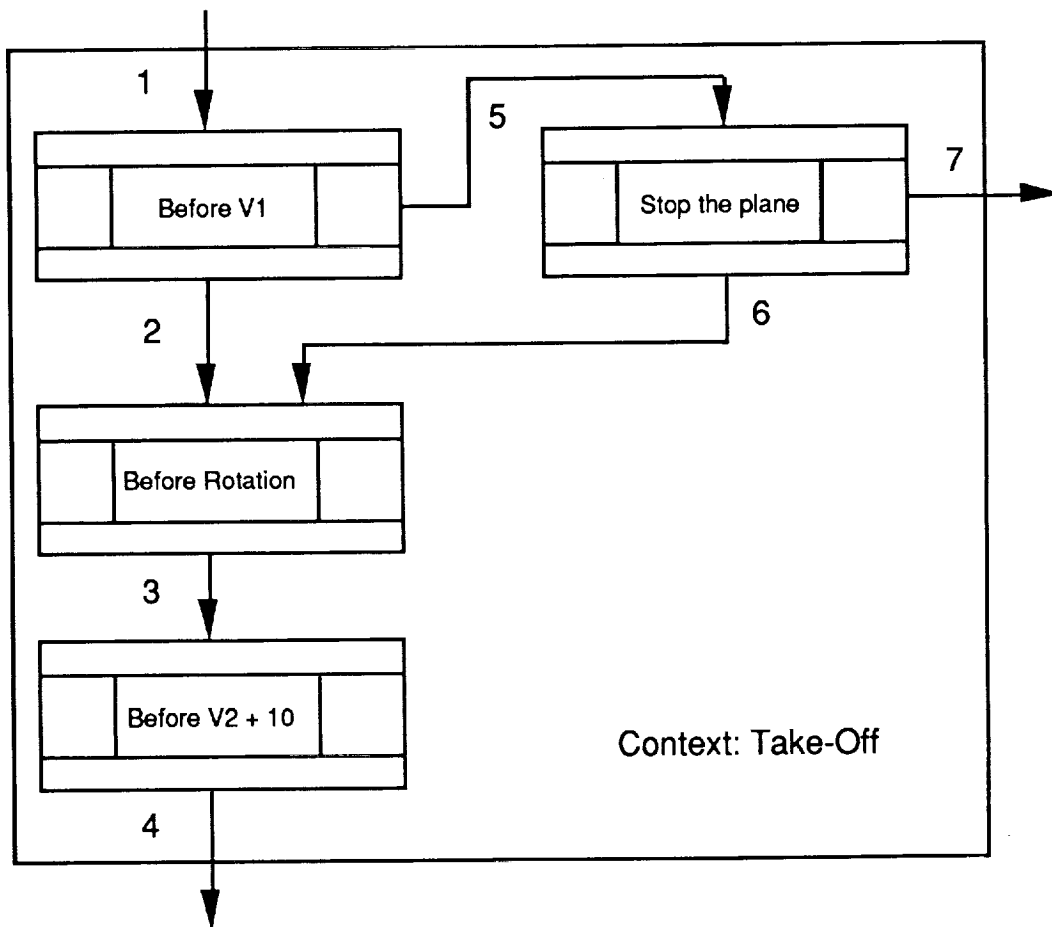 1
5
7
Before V1
Stop the plane
2
6
Before Rotation
3
Before V2 + 10
Context: Take-Off
4